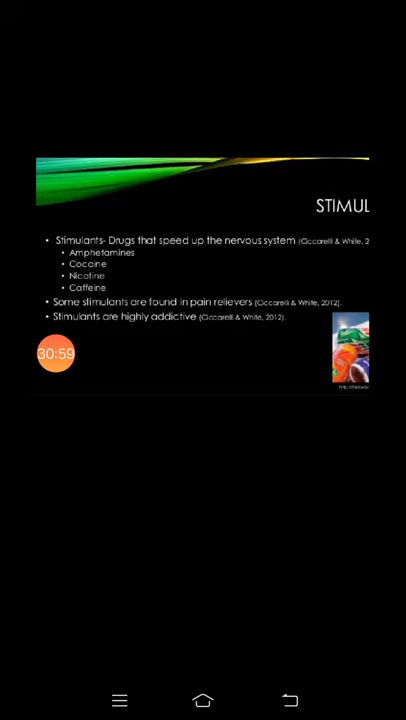 STIMUL
• Stimulants- Drugs that speed up the nervous system (Ciccarelli & White, 2
• Amphetamines
• Cocaine
• Nicotine
• Caffeine
• Some stimulants are found in pain relievers (Ciccarelli & White, 2012).
• Stimulants are highly addictive (Ciccarelli & White, 2012).
30:59